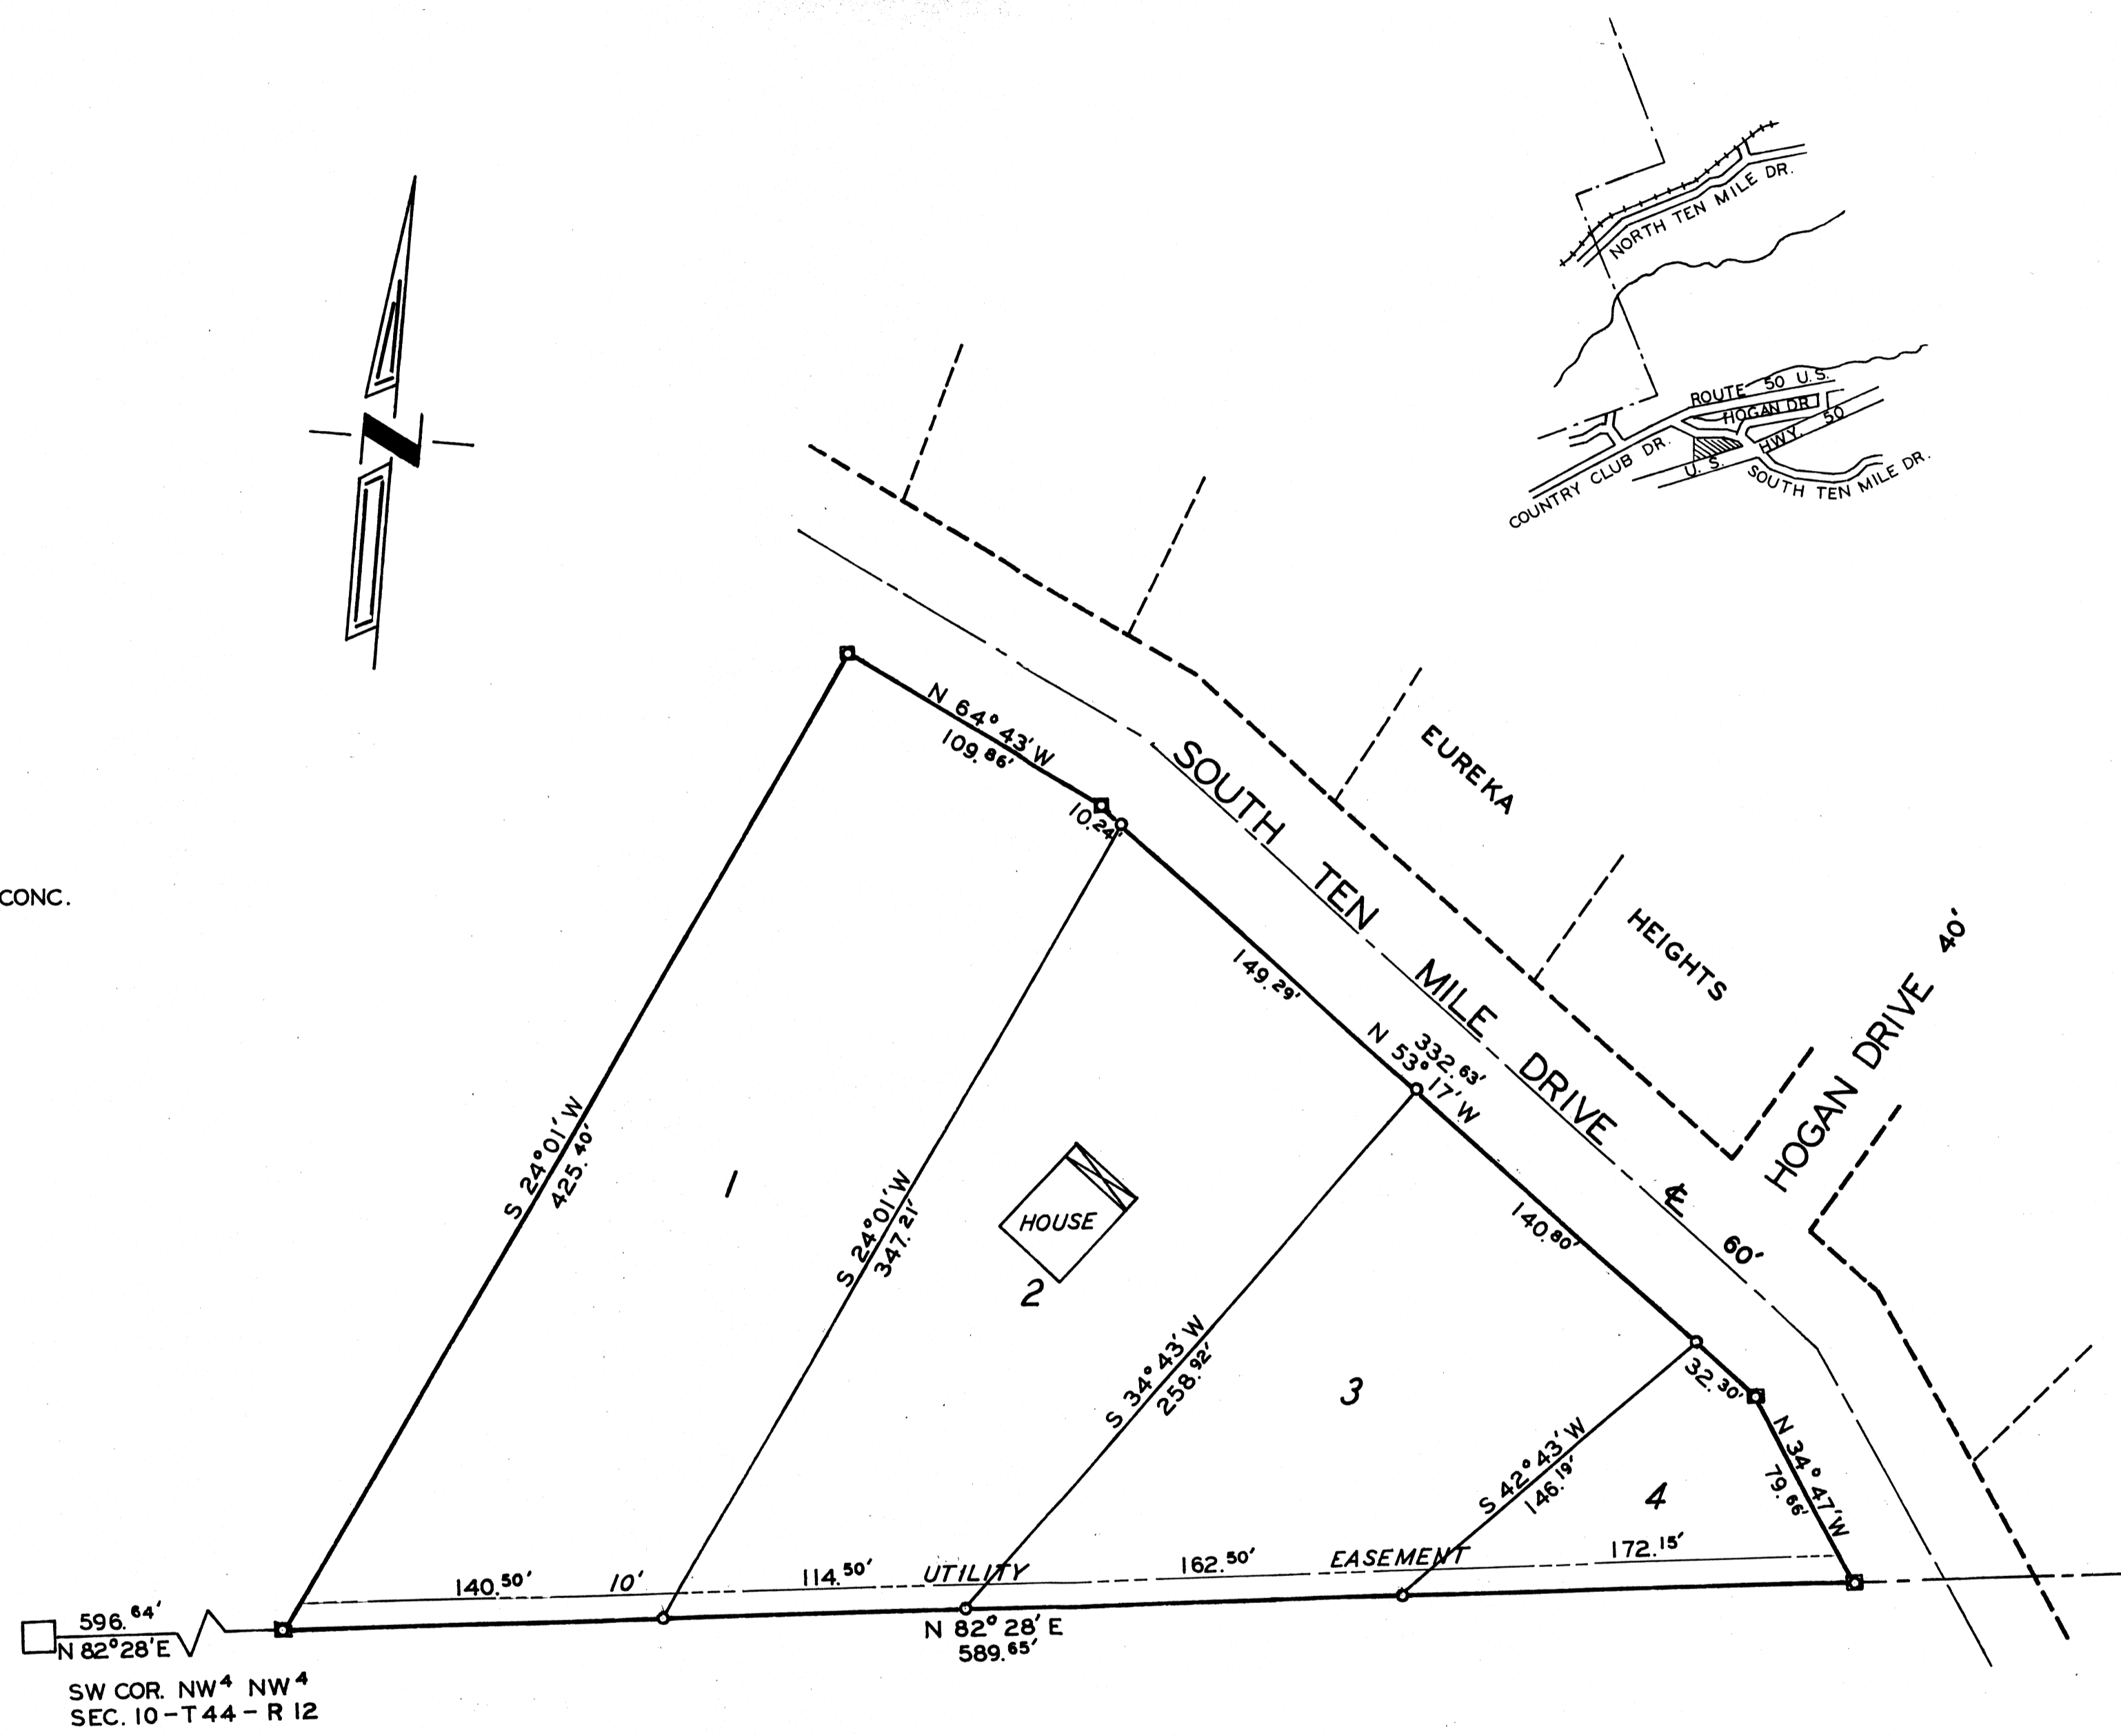 NORTH TEN MILE DR.
ROUTE 50 U.S.
HOGAN DR
HWY. 50
U. S.
COUNTRY CLUB DR.
SOUTH TEN MILE DR.
N
N 64° 43' W
109.86'
10.24'
SOUTH TEN MILE DRIVE
EUREKA
HEIGHTS
HOGAN DRIVE 40'
CONC.
149.29'
332.63'
N 53° 17' W
℄
60'
140.80'
S 24° 01' W
425.40'
1
S 24° 01' W
347.21'
HOUSE
2
S 34° 43' W
258.92'
3
32.30'
N 34° 47' W
79.66'
S 42° 43' W
146.19'
4
140.50'
10'
114.50'
UTILITY
162.50'
EASEMENT
172.15'
596.64'
N 82° 28' E
N 82° 28' E
589.65'
SW COR. NW4 NW4
SEC. 10 - T 44 - R 12